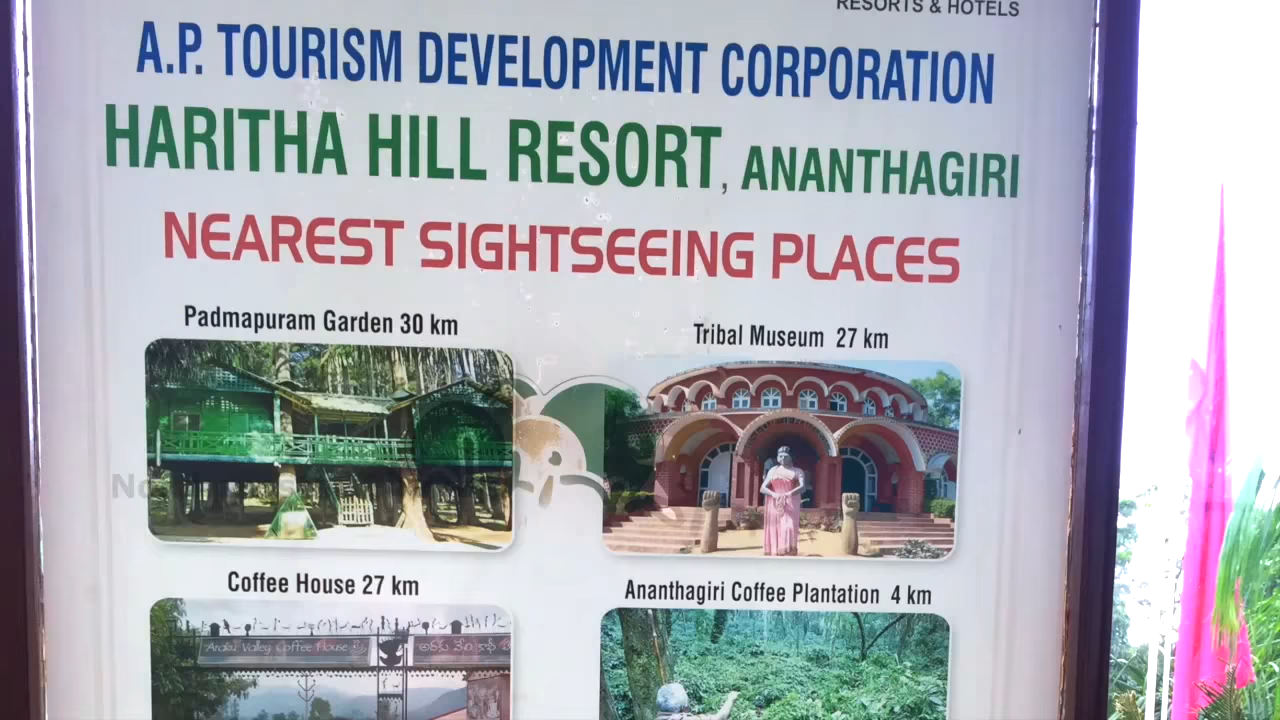 RESORTS & HOTELS
A.P. TOURISM DEVELOPMENT CORPORATION
HARITHA HILL RESORT, ANANTHAGIRI
NEAREST SIGHTSEEING PLACES
Padmapuram Garden 30 km
Tribal Museum 27 km
Coffee House 27 km
Ananthagiri Coffee Plantation 4 km
Araku Valley Coffee House